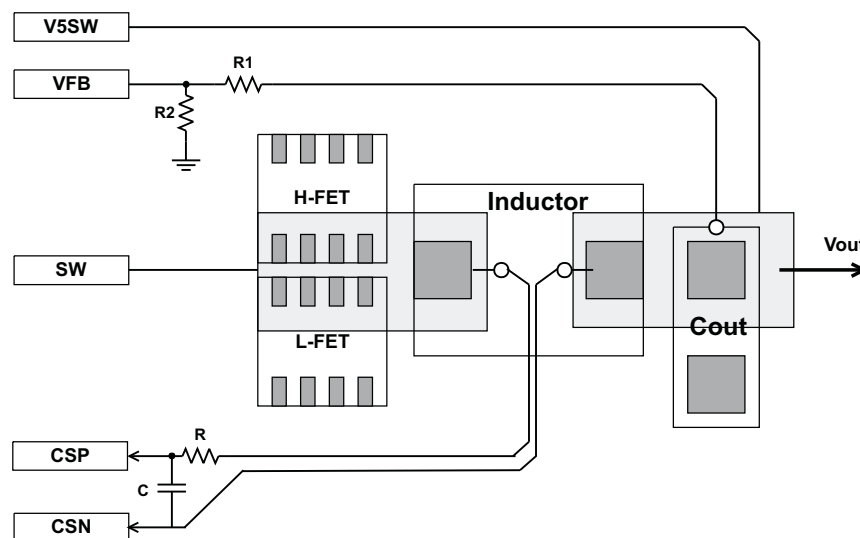 V5SW
R1
VFB
R2
H-FET
Inductor
SW
Vout
L-FET
Cout
R
CSP
C
CSN